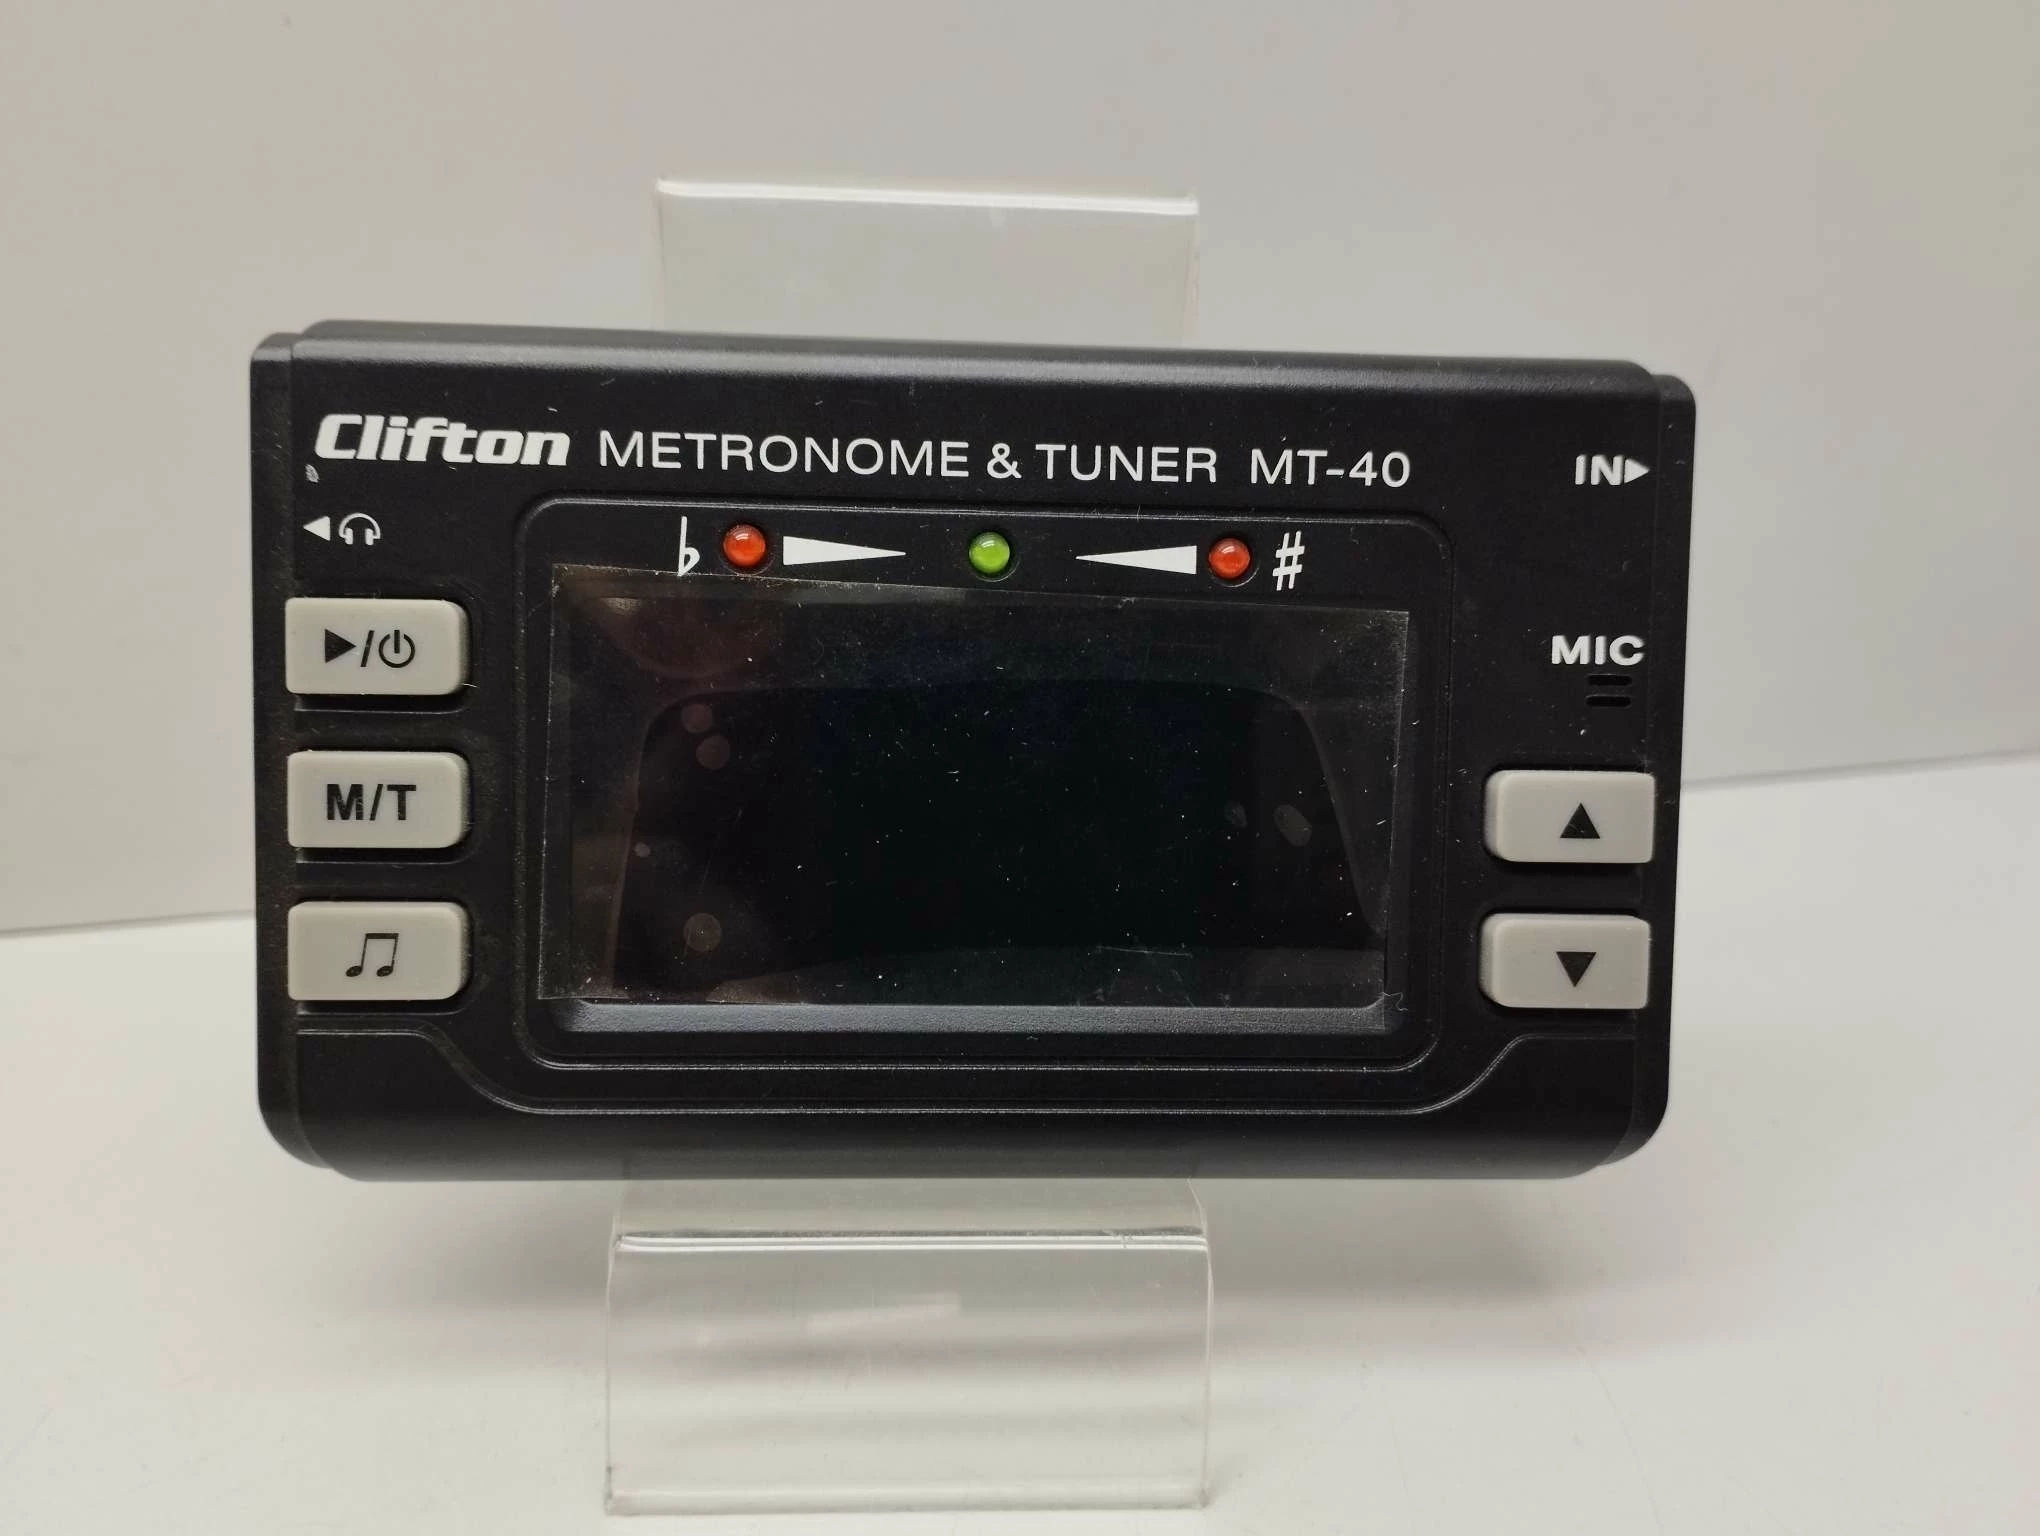 Clifton METRONOME & TUNER MT-40
IN
♭ #
MIC
M/T